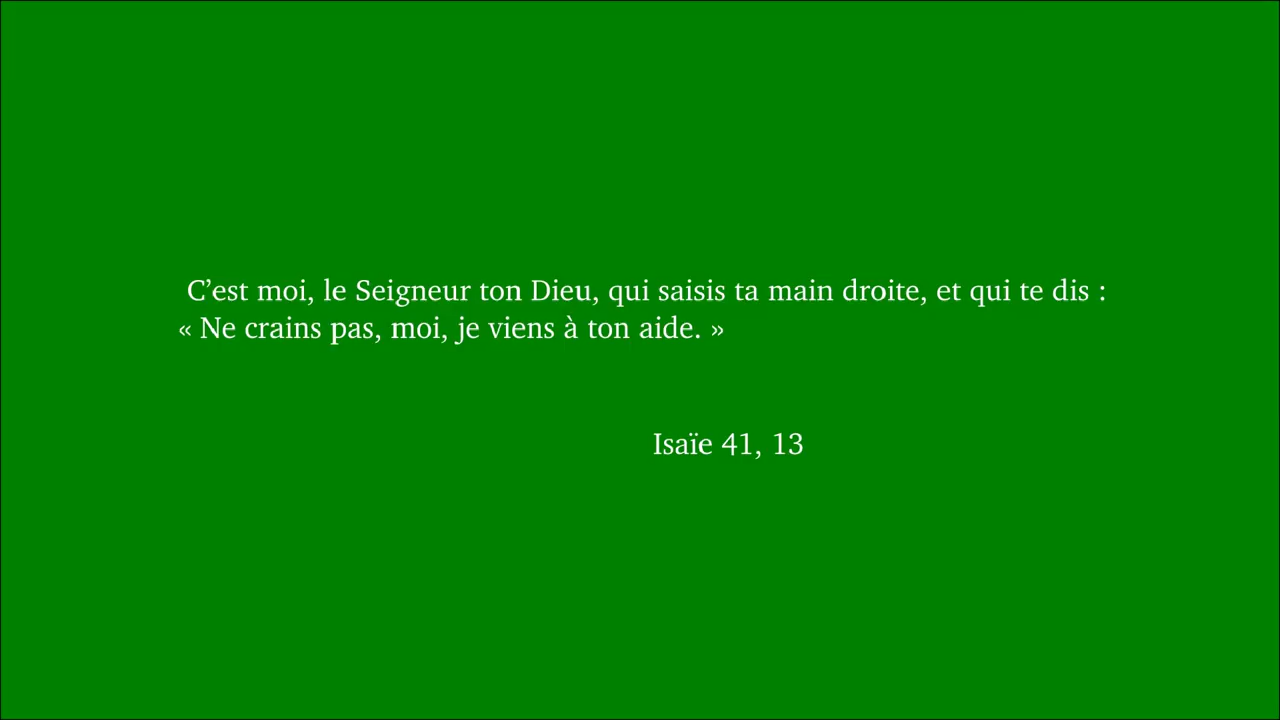 C’est moi, le Seigneur ton Dieu, qui saisis ta main droite, et qui te dis :
« Ne crains pas, moi, je viens à ton aide. »
Isaïe 41, 13